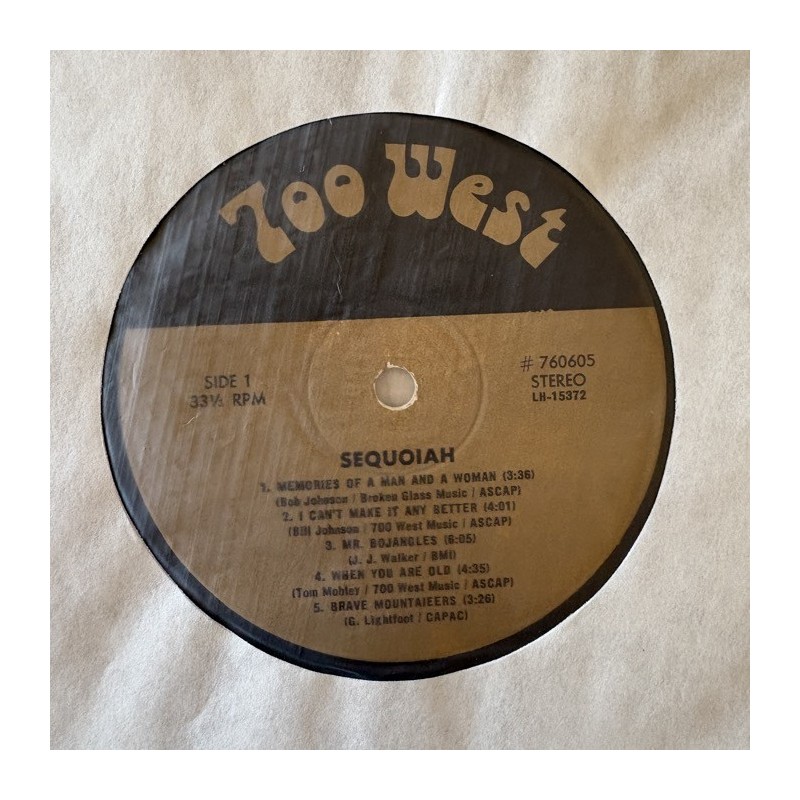 700 West
SIDE 1
33⅓ RPM
# 760605
STEREO
LH-15372
SEQUOIAH
1. MEMORIES OF A MAN AND A WOMAN (3:36)
(Bob Johnson / Broken Glass Music / ASCAP)
2. I CAN'T MAKE IT ANY BETTER (4:01)
(Bill Johnson / 700 West Music / ASCAP)
3. MR. BOJANGLES (6:05)
(J. J. Walker / BMI)
4. WHEN YOU ARE OLD (4:35)
(Tom Mobley / 700 West Music / ASCAP)
5. BRAVE MOUNTAIEERS (3:26)
(G. Lightfoot / CAPAC)